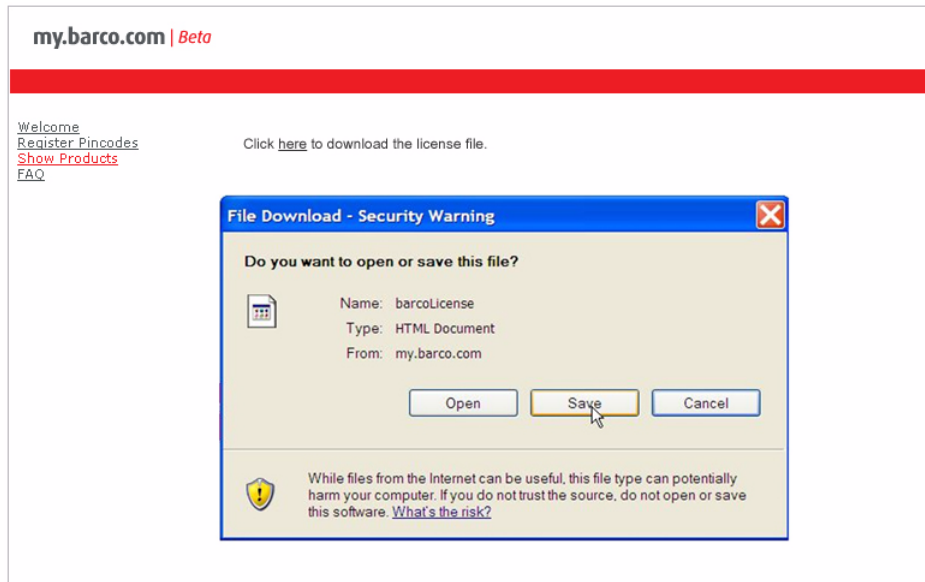 my.barco.com | Beta
Welcome
Register Pincodes
Show Products
FAQ
Click here to download the license file.
File Download - Security Warning
Do you want to open or save this file?
Name: barcoLicense
Type: HTML Document
From: my.barco.com
Open Save Cancel
While files from the Internet can be useful, this file type can potentially
harm your computer. If you do not trust the source, do not open or save
this software. What's the risk?